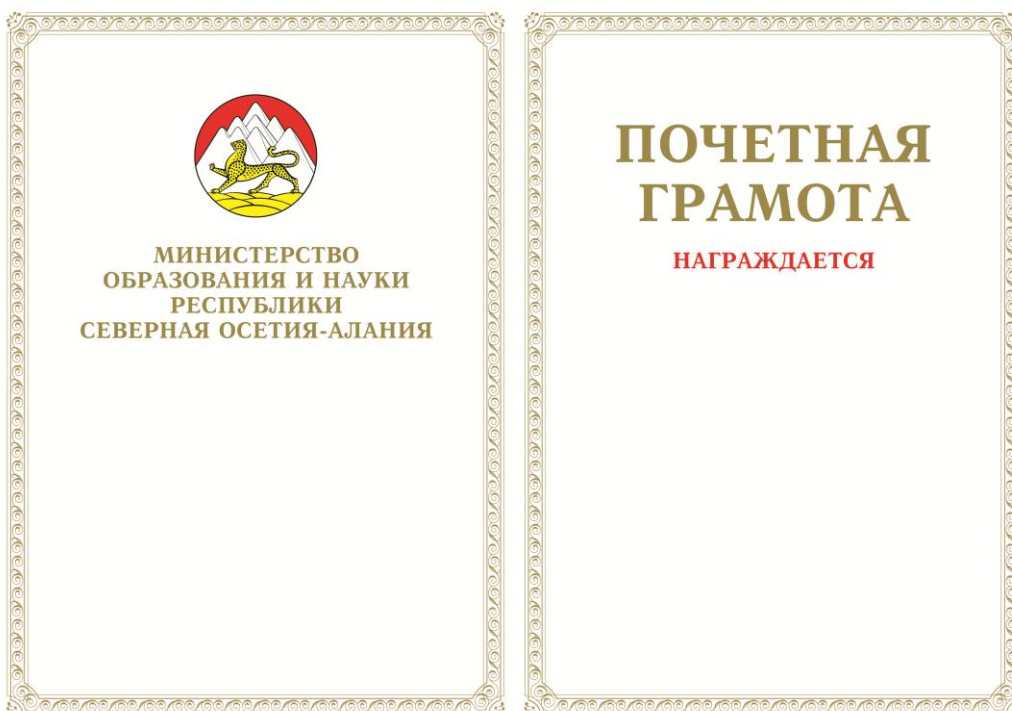 МИНИСТЕРСТВО
ОБРАЗОВАНИЯ И НАУКИ
РЕСПУБЛИКИ
СЕВЕРНАЯ ОСЕТИЯ-АЛАНИЯ
ПОЧЕТНАЯ
ГРАМОТА
НАГРАЖДАЕТСЯ